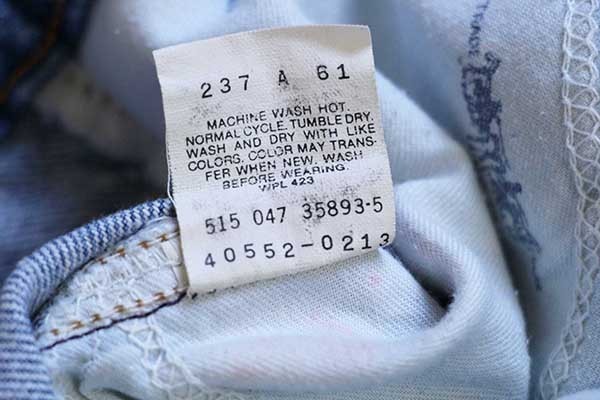 237 A 61
MACHINE WASH HOT.
NORMAL CYCLE, TUMBLE DRY.
WASH AND DRY WITH LIKE
COLORS. COLOR MAY TRANS-
FER WHEN NEW. WASH
BEFORE WEARING.
WPL 423
515 047 35893-5
40552-0213